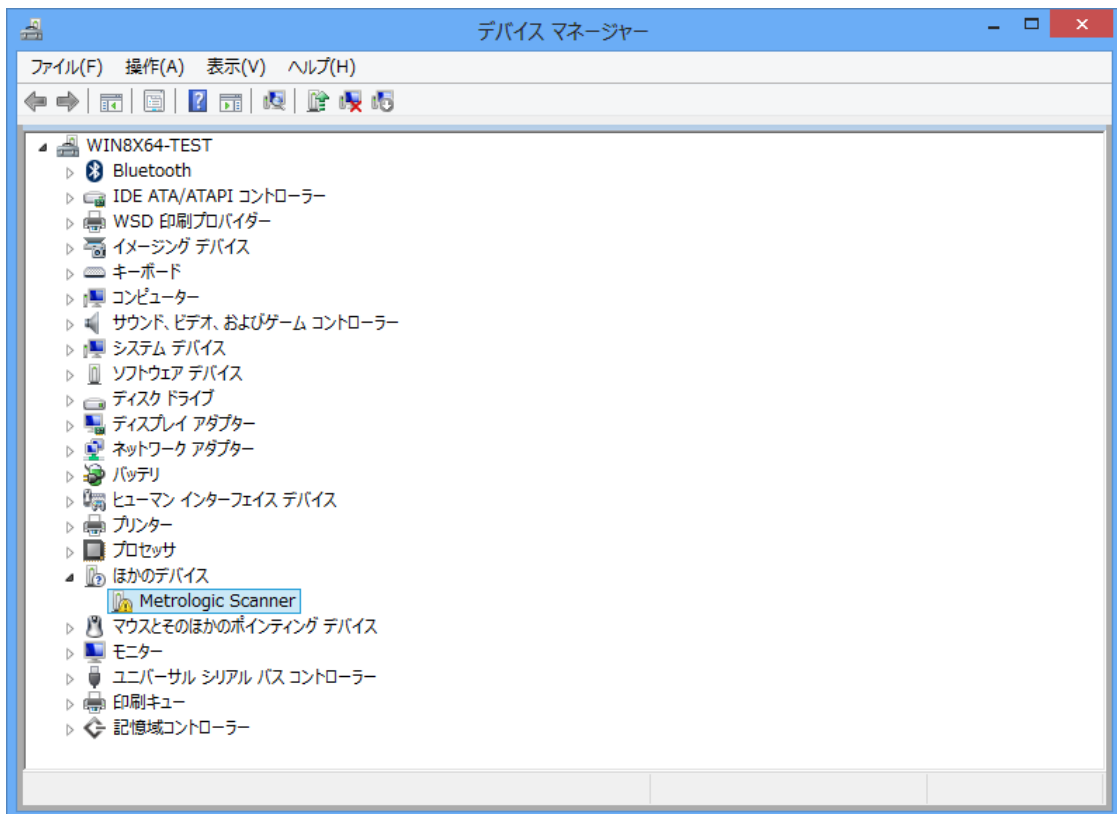 デバイス マネージャー
ファイル(F) 操作(A) 表示(V) ヘルプ(H)
WIN8X64-TEST
Bluetooth
IDE ATA/ATAPI コントローラー
WSD 印刷プロバイダー
イメージング デバイス
キーボード
コンピューター
サウンド、ビデオ、およびゲーム コントローラー
システム デバイス
ソフトウェア デバイス
ディスク ドライブ
ディスプレイ アダプター
ネットワーク アダプター
バッテリ
ヒューマン インターフェイス デバイス
プリンター
プロセッサ
ほかのデバイス
Metrologic Scanner
マウスとそのほかのポインティング デバイス
モニター
ユニバーサル シリアル バス コントローラー
印刷キュー
記憶域コントローラー